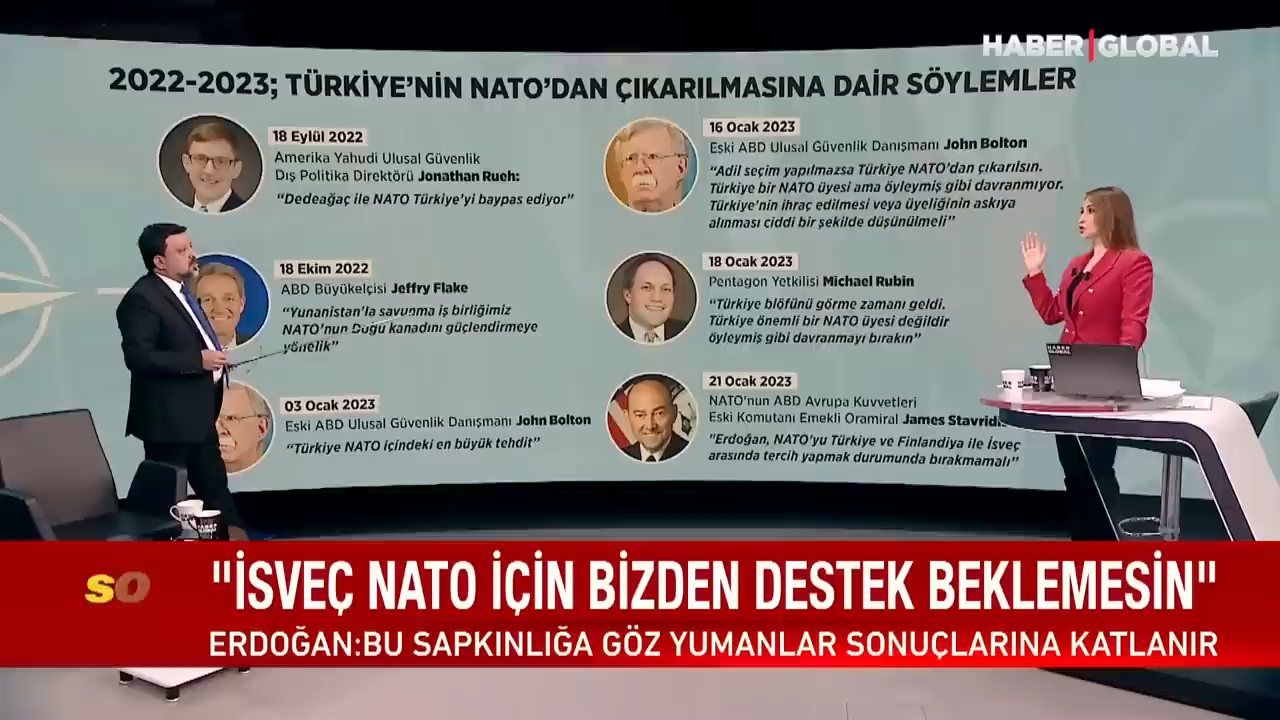 HABER GLOBAL
2022-2023; TÜRKİYE'NİN NATO'DAN ÇIKARILMASINA DAİR SÖYLEMLER
18 Eylül 2022
Amerika Yahudi Ulusal Güvenlik
Dış Politika Direktörü Jonathan Rueh:
"Dedeağaç ile NATO Türkiye'yi baypas ediyor"
18 Ekim 2022
ABD Büyükelçisi Jeffry Flake
"Yunanistan'la savunma iş birliğimiz
NATO'nun Doğu kanadını güçlendirmeye
yönelik"
03 Ocak 2023
Eski ABD Ulusal Güvenlik Danışmanı John Bolton
"Türkiye NATO içindeki en büyük tehdit"
16 Ocak 2023
Eski ABD Ulusal Güvenlik Danışmanı John Bolton
"Adil seçim yapılmazsa Türkiye NATO'dan çıkarılsın.
Türkiye bir NATO üyesi ama öyleymiş gibi davranmıyor.
Türkiye'nin ihraç edilmesi veya üyeliğinin askıya
alınması ciddi bir şekilde düşünülmeli"
18 Ocak 2023
Pentagon Yetkilisi Michael Rubin
"Türkiye blöfünü görme zamanı geldi.
Türkiye önemli bir NATO üyesi değildir
öyleymiş gibi davranmayı bırakın"
21 Ocak 2023
NATO'nun ABD Avrupa Kuvvetleri
Eski Komutanı Emekli Oramiral James Stavridis
"Erdoğan, NATO'yu Türkiye ve Finlandiya ile İsveç
arasında tercih yapmak durumunda bırakmamalı"
HABER GLOBAL
SO
"İSVEÇ NATO İÇİN BİZDEN DESTEK BEKLEMESİN"
ERDOĞAN:BU SAPKINLIĞA GÖZ YUMANLAR SONUÇLARINA KATLANIR